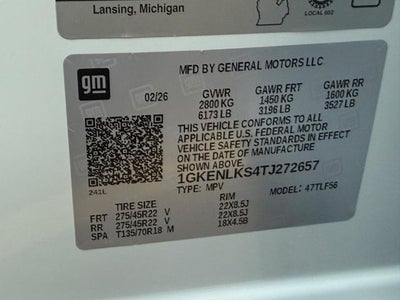 Lansing, Michigan
LOCAL 602
gm
MFD BY GENERAL MOTORS LLC
02/26
GVWR GAWR FRT GAWR RR
2800 KG 1450 KG 1600 KG
6173 LB 3196 LB 3527 LB
THIS VEHICLE CONFORMS TO ALL
APPLICABLE U.S. FEDERAL MOTOR
VEHICLE SAFETY STANDARDS IN EFFECT
ON THE DATE OF MANUFACTURE
SHOWN ABOVE.
1GKENLKS4TJ272657
TYPE: MPV MODEL: 47TLF56
241L
TIRE SIZE RIM
FRT 275/45R22 V 22X8.5J
RR 275/45R22 V 22X8.5J
SPA T135/70R18 M 18X4.5B